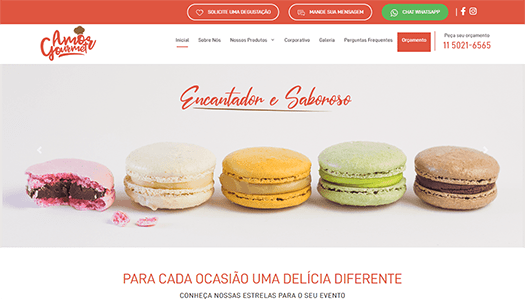 SOLICITE UMA DEGUSTAÇÃO
MANDE SUA MENSAGEM
CHAT WHATSAPP
Amor Gourmet
Inicial
Sobre Nós
Nossos Produtos
Corporativo
Galeria
Perguntas Frequentes
Orçamento
Peça seu orçamento
11 5021-6565
Encantador e Saboroso
PARA CADA OCASIÃO UMA DELÍCIA DIFERENTE
CONHEÇA NOSSAS ESTRELAS PARA O SEU EVENTO